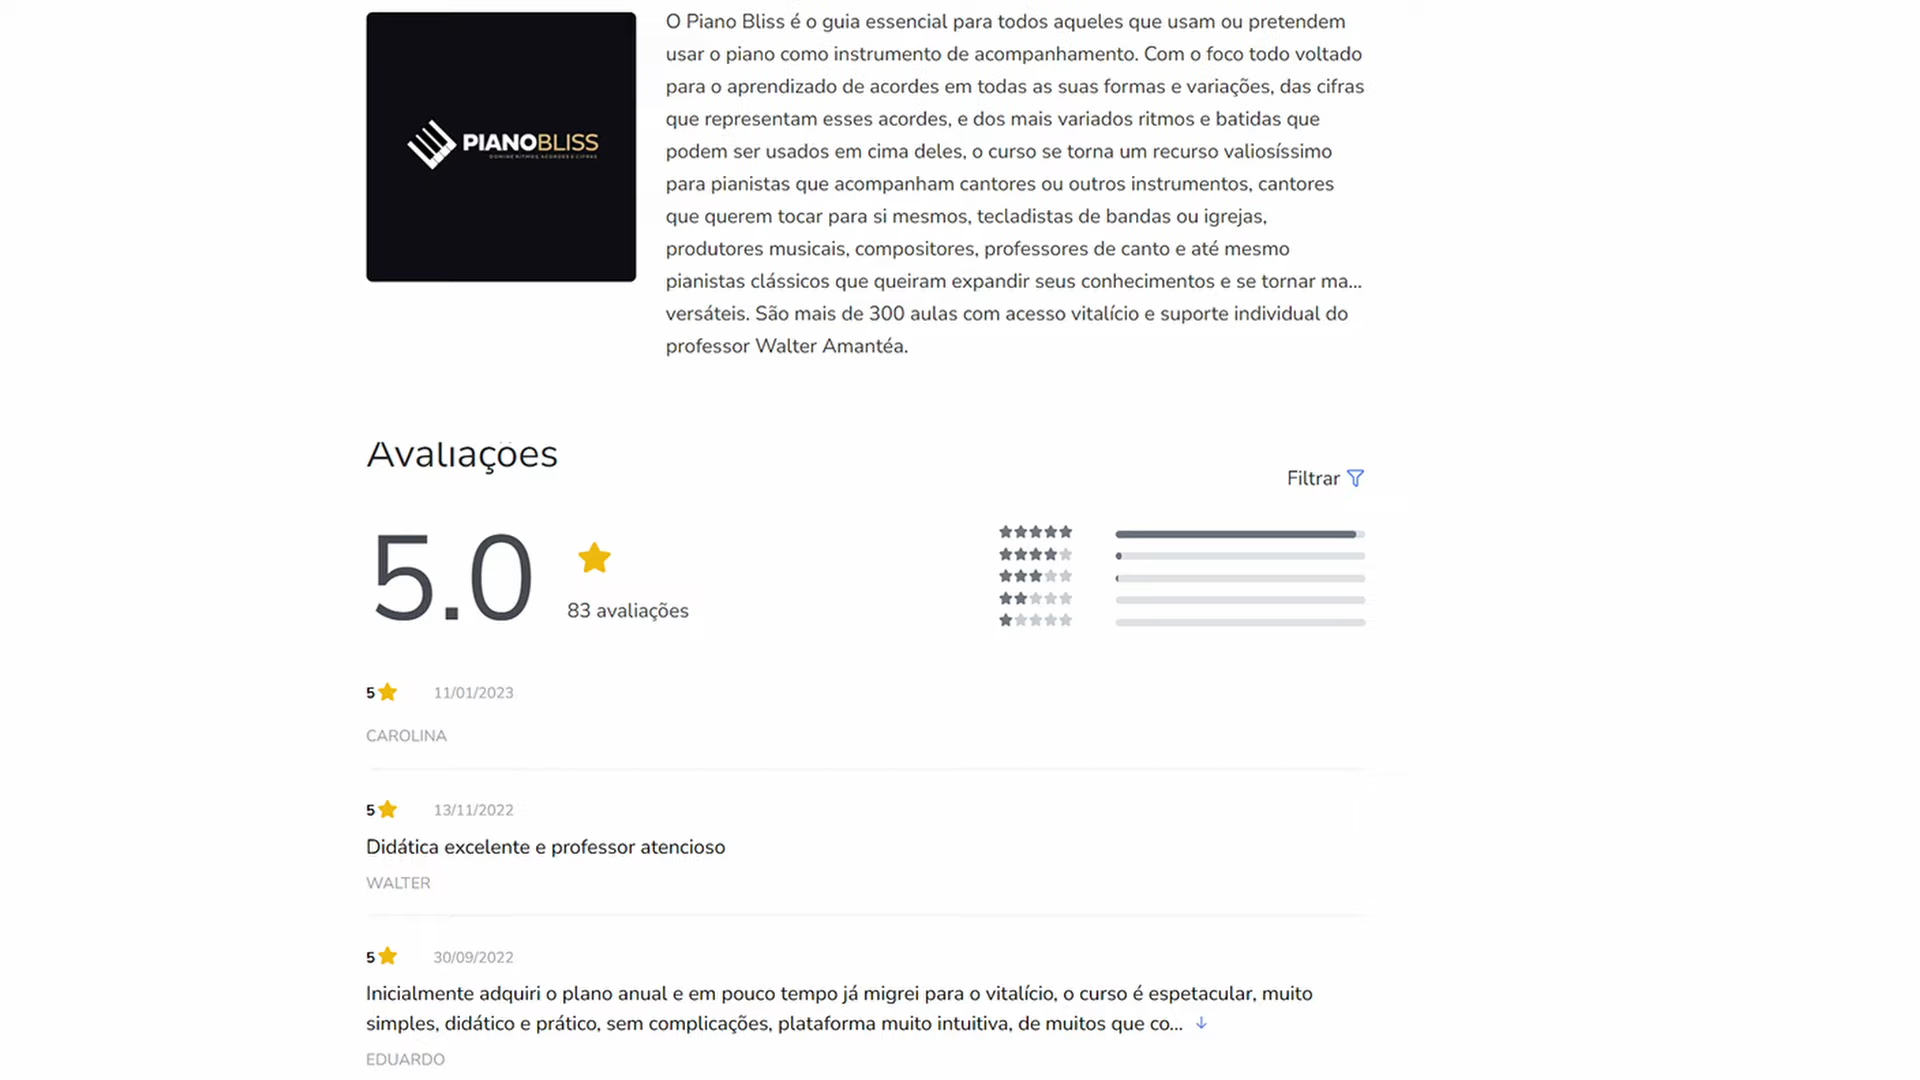 O Piano Bliss é o guia essencial para todos aqueles que usam ou pretendem
usar o piano como instrumento de acompanhamento. Com o foco todo voltado
para o aprendizado de acordes em todas as suas formas e variações, das cifras
que representam esses acordes, e dos mais variados ritmos e batidas que
podem ser usados em cima deles, o curso se torna um recurso valiosíssimo
para pianistas que acompanham cantores ou outros instrumentos, cantores
que querem tocar para si mesmos, tecladistas de bandas ou igrejas,
produtores musicais, compositores, professores de canto e até mesmo
pianistas clássicos que queiram expandir seus conhecimentos e se tornar ma...
versáteis. São mais de 300 aulas com acesso vitalício e suporte individual do
professor Walter Amantéa.
PIANOBLISS
DOMINE RITMOS, ACORDES E CIFRAS
Avaliações
Filtrar
5.0
83 avaliações
5 11/01/2023
CAROLINA
5 13/11/2022
Didática excelente e professor atencioso
WALTER
5 30/09/2022
Inicialmente adquiri o plano anual e em pouco tempo já migrei para o vitalício, o curso é espetacular, muito
simples, didático e prático, sem complicações, plataforma muito intuitiva, de muitos que co...
EDUARDO